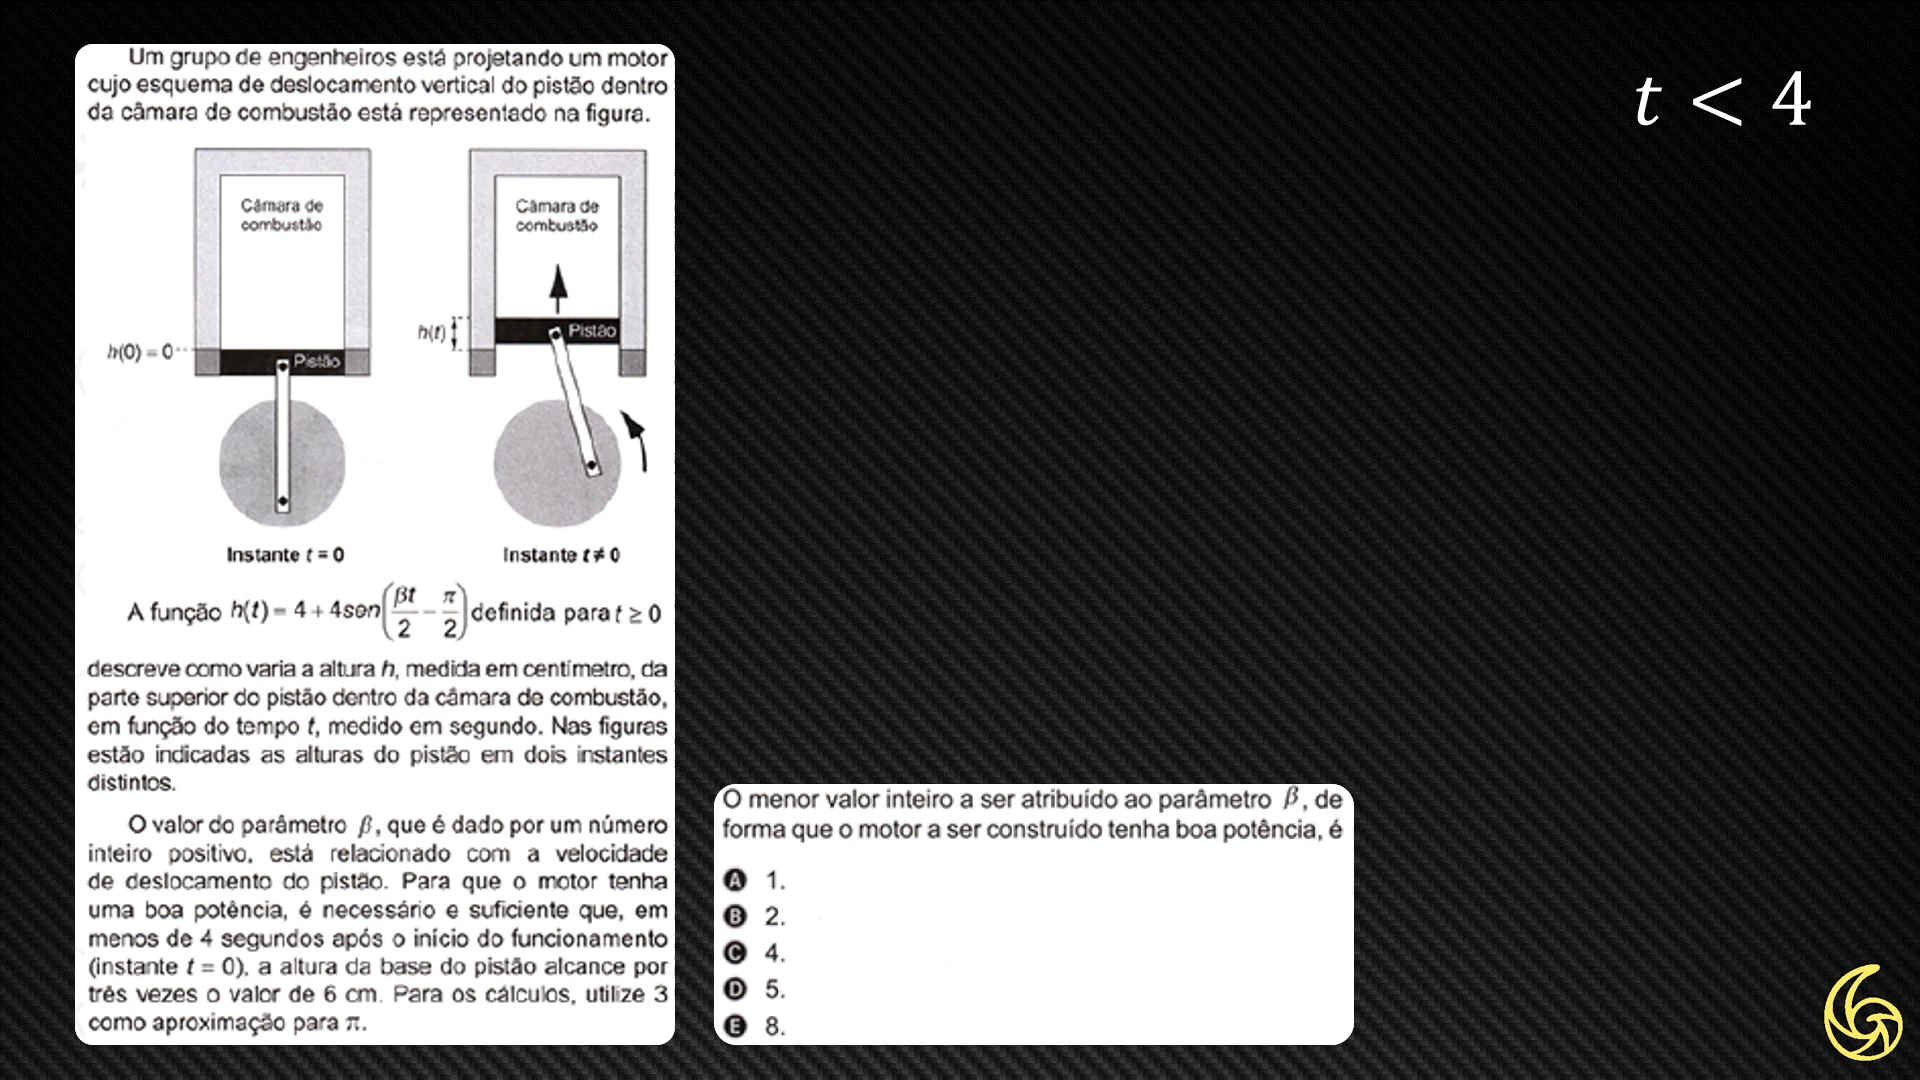 Um grupo de engenheiros está projetando um motor
cujo esquema de deslocamento vertical do pistão dentro
da câmara de combustão está representado na figura.
Câmara de
combustão
Câmara de
combustão
h(t)
Pistão
h(0) = 0
Pistão
Instante t = 0
Instante t ≠ 0
A função h(t) = 4 + 4sen(βt/2 − π/2) definida para t ≥ 0
descreve como varia a altura h, medida em centímetro, da
parte superior do pistão dentro da câmara de combustão,
em função do tempo t, medido em segundo. Nas figuras
estão indicadas as alturas do pistão em dois instantes
distintos.
O valor do parâmetro β, que é dado por um número
inteiro positivo, está relacionado com a velocidade
de deslocamento do pistão. Para que o motor tenha
uma boa potência, é necessário e suficiente que, em
menos de 4 segundos após o início do funcionamento
(instante t = 0), a altura da base do pistão alcance por
três vezes o valor de 6 cm. Para os cálculos, utilize 3
como aproximação para π.
t < 4
O menor valor inteiro a ser atribuído ao parâmetro β, de
forma que o motor a ser construído tenha boa potência, é
A 1.
B 2.
C 4.
D 5.
E 8.